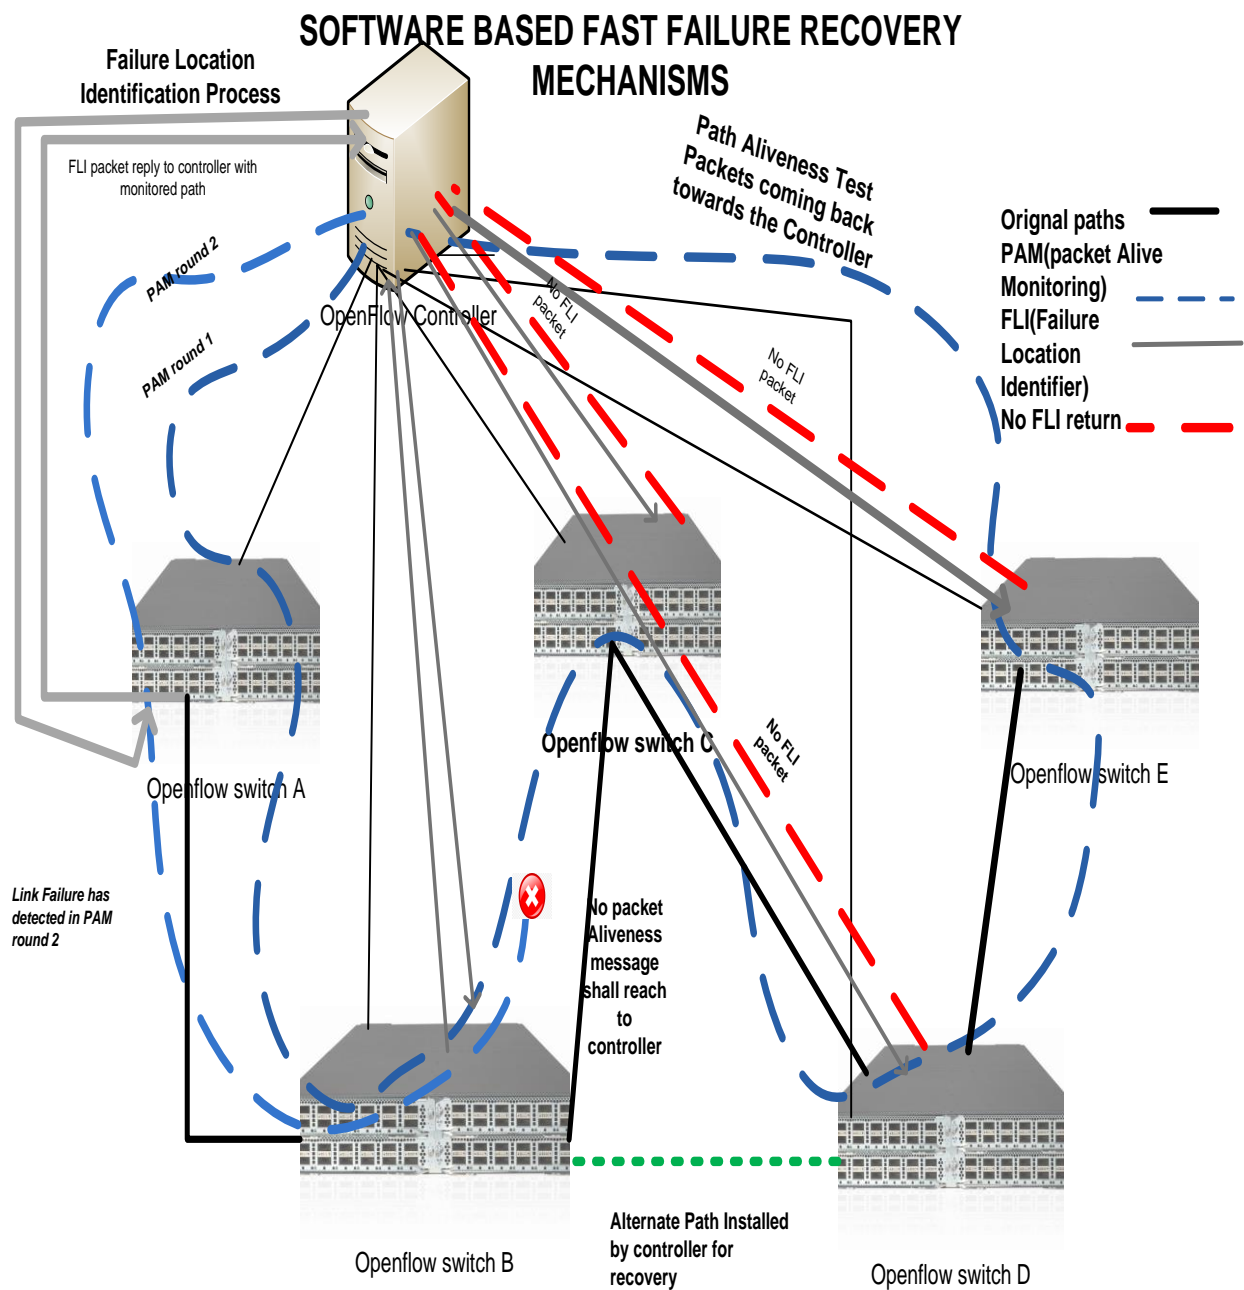 SOFTWARE BASED FAST FAILURE RECOVERY
MECHANISMS
Failure Location
Identification Process
FLI packet reply to controller with
monitored path
Path Aliveness Test
Packets coming back
towards the Controller
Orignal paths
PAM(packet Alive
Monitoring)
FLI(Failure
Location
Identifier)
No FLI return
PAM round 2
PAM round 1
OpenFlow Controller
No FLI
packet
No FLI
packet
No FLI
packet
Openflow switch A
Openflow switch C
Openflow switch E
Link Failure has
detected in PAM
round 2
No packet
Aliveness
message
shall reach
to
controller
Alternate Path Installed
by controller for
recovery
Openflow switch B
Openflow switch D